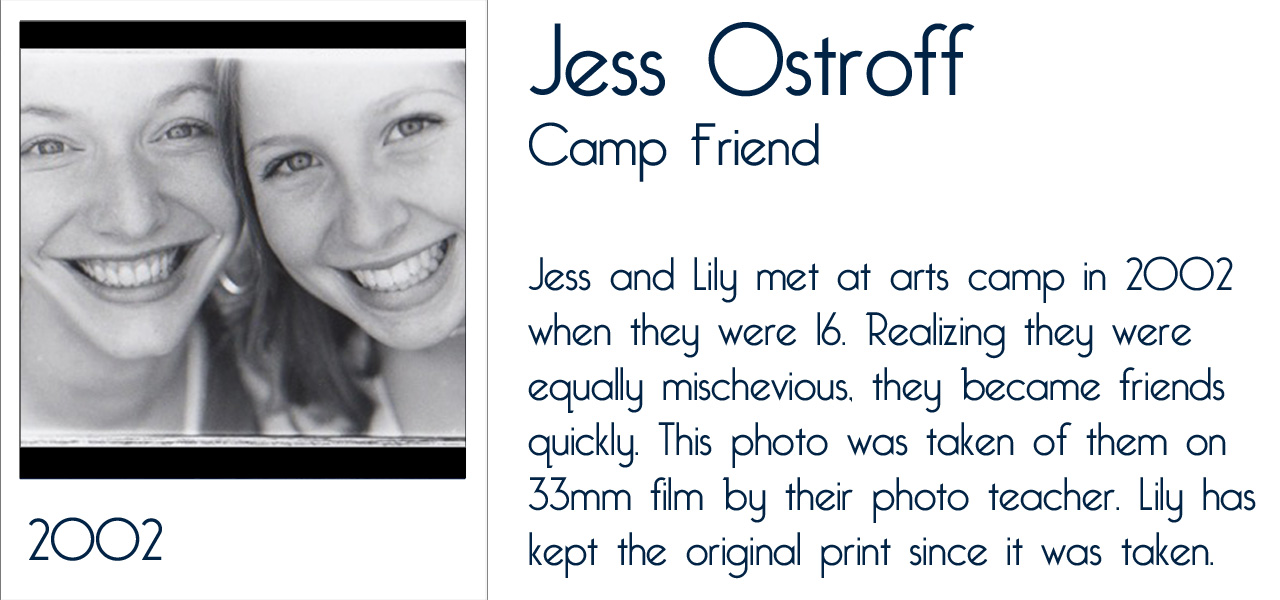 Jess Ostroff
Camp Friend
Jess and Lily met at arts camp in 2002
when they were 16. Realizing they were
equally mischevious, they became friends
quickly. This photo was taken of them on
33mm film by their photo teacher. Lily has
kept the original print since it was taken.
2002